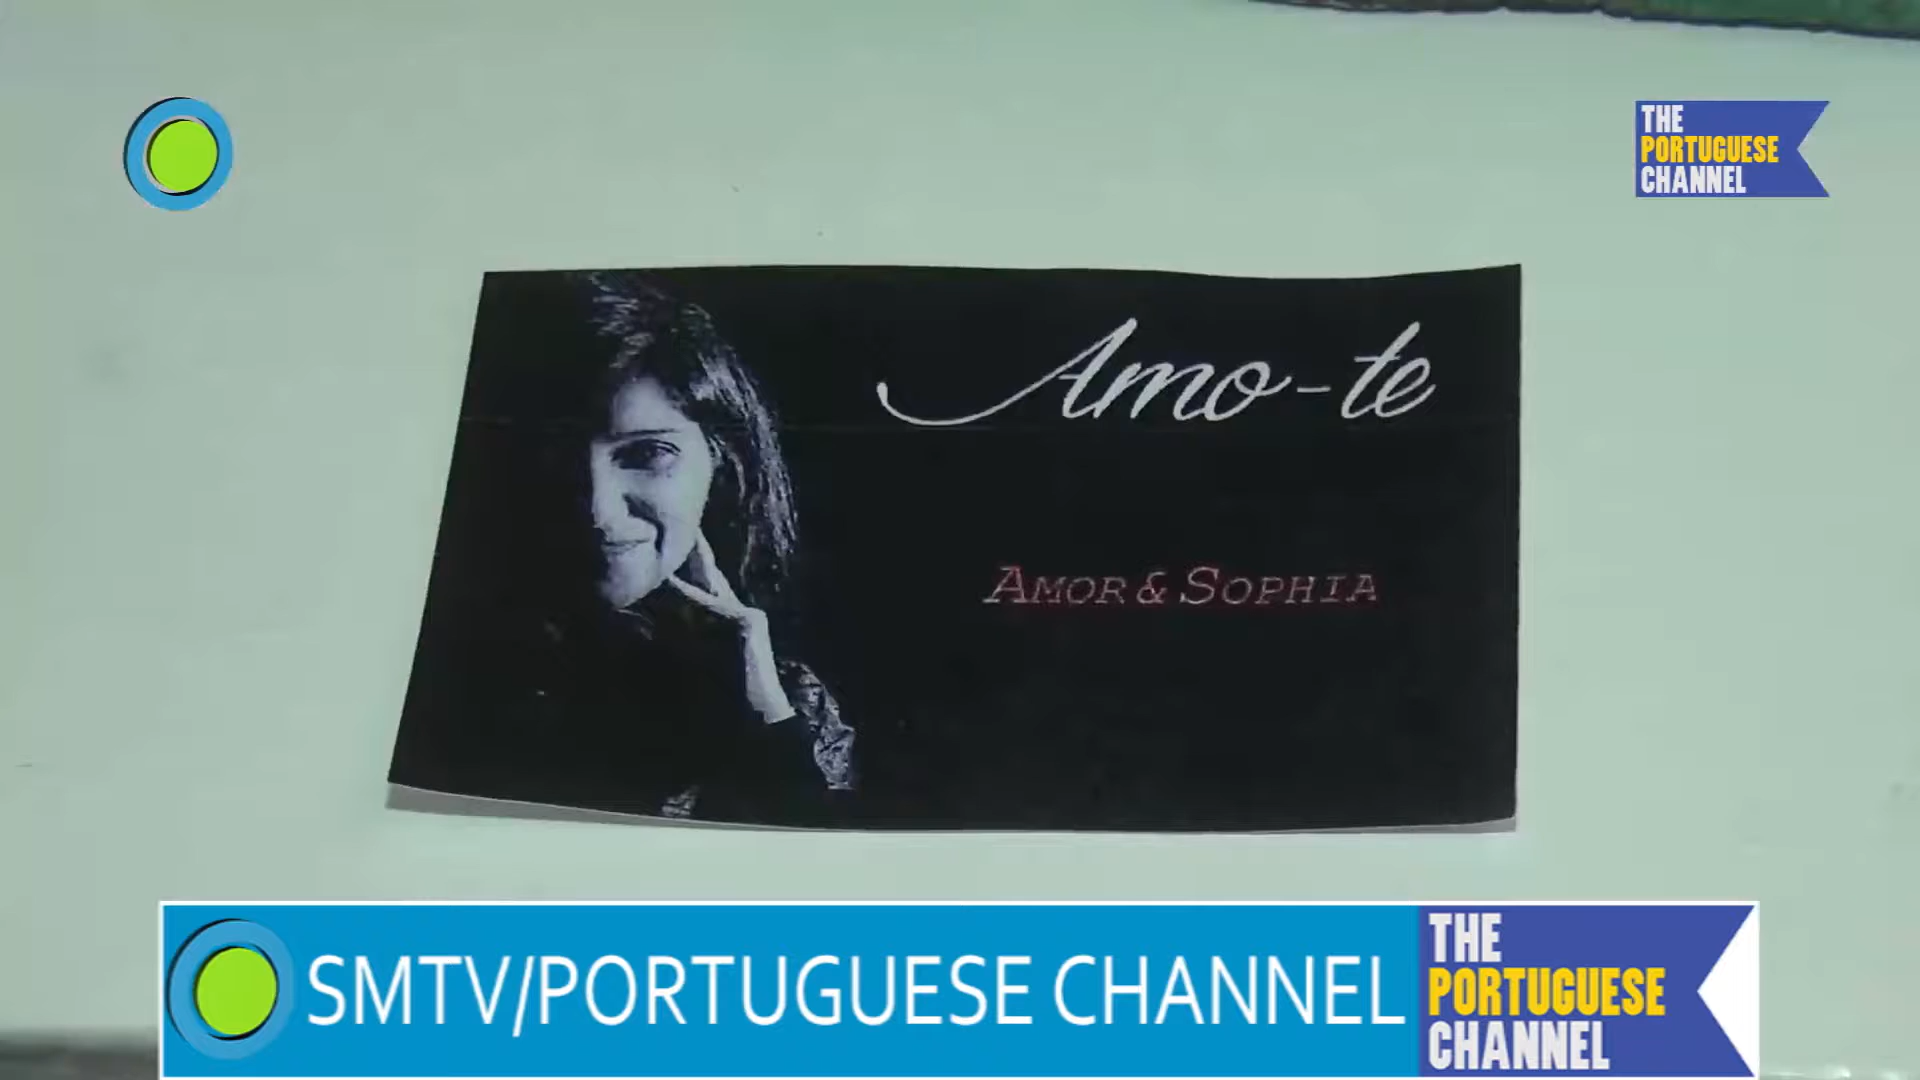 THE
PORTUGUESE
CHANNEL
Amo-te
AMOR & SOPHIA
SMTV/PORTUGUESE CHANNEL
THE
PORTUGUESE
CHANNEL